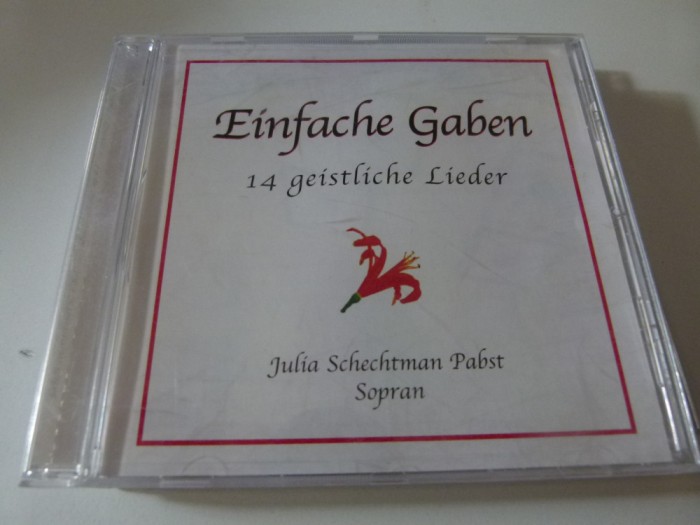 Einfache Gaben
14 geistliche Lieder
Julia Schechtman Pabst
Sopran